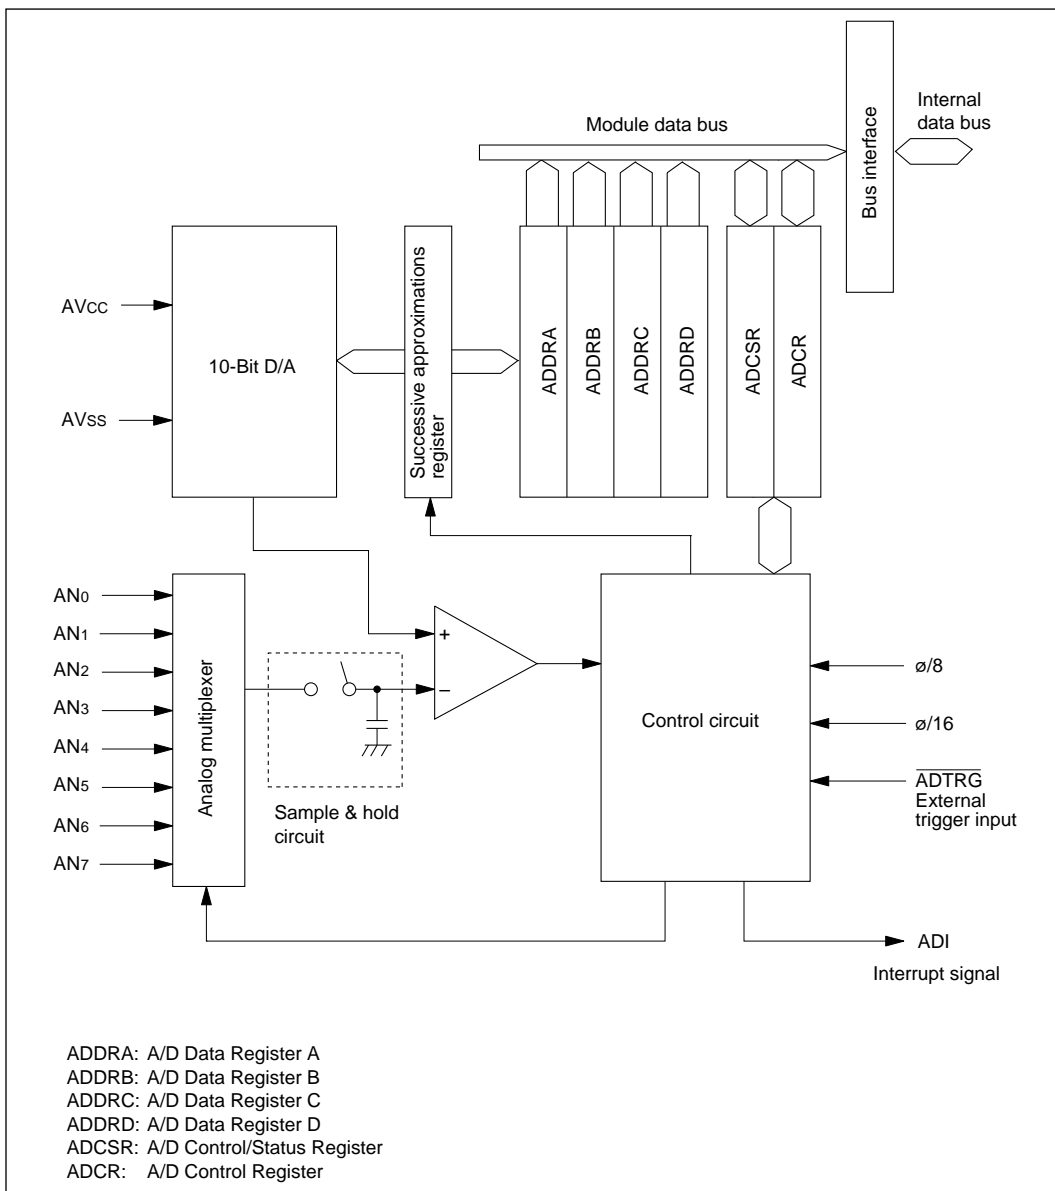 Internal
data bus
Module data bus
Bus interface
AVCC
AVSS
10-Bit D/A
Successive approximations
register
ADDRA
ADDRB
ADDRC
ADDRD
ADCSR
ADCR
AN0
AN1
AN2
AN3
AN4
AN5
AN6
AN7
Analog multiplexer
Sample & hold
circuit
+
–
Control circuit
ø/8
ø/16
ADTRG
External
trigger input
ADI
Interrupt signal
ADDRA: A/D Data Register A
ADDRB: A/D Data Register B
ADDRC: A/D Data Register C
ADDRD: A/D Data Register D
ADCSR: A/D Control/Status Register
ADCR: A/D Control Register